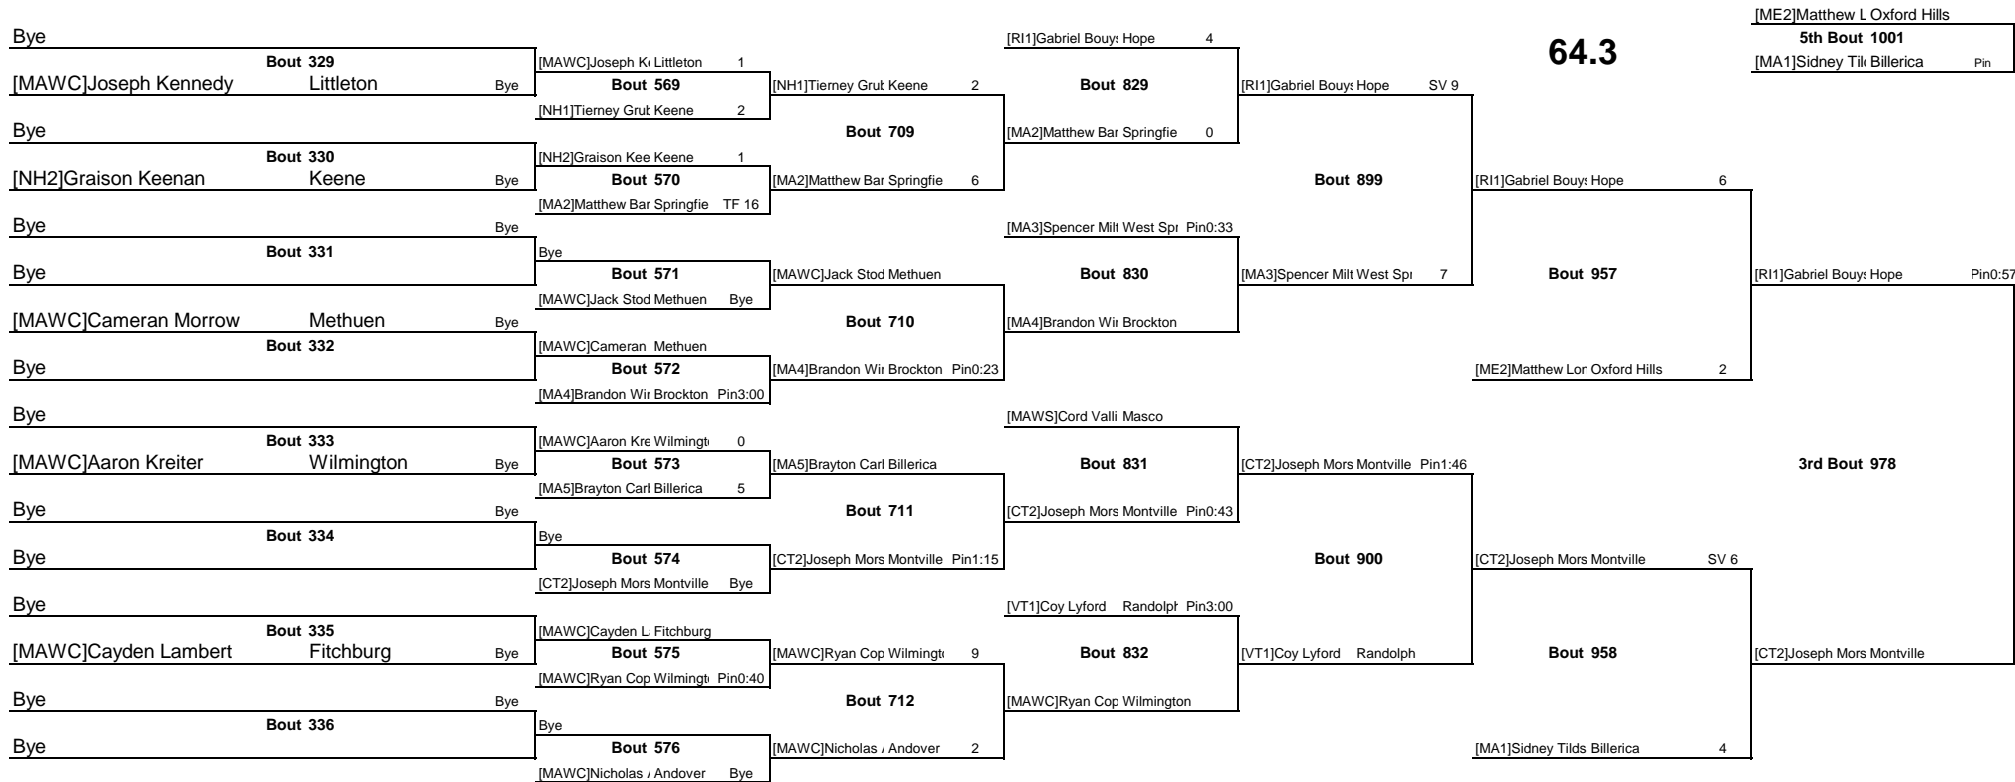 [ME2]Matthew L Oxford Hills
5th Bout 1001
[MA1]Sidney Tild Billerica Pin
64.3
Bye
Bout 329
[MAWC]Joseph Kennedy Littleton Bye
Bye
Bout 330
[NH2]Graison Keenan Keene Bye
Bye Bye
Bout 331
Bye
[MAWC]Cameran Morrow Methuen Bye
Bout 332
Bye
Bye
Bout 333
[MAWC]Aaron Kreiter Wilmington Bye
Bye Bye
Bout 334
Bye
Bye
Bout 335
[MAWC]Cayden Lambert Fitchburg Bye
Bye Bye
Bout 336
Bye
[MAWC]Joseph K Littleton 1
Bout 569
[NH1]Tierney Grut Keene 2
[NH2]Graison Kee Keene 1
Bout 570
[MA2]Matthew Bar Springfie TF 16
Bye
Bout 571
[MAWC]Jack Stod Methuen Bye
[MAWC]Cameran Methuen
Bout 572
[MA4]Brandon Wir Brockton Pin3:00
[MAWC]Aaron Kre Wilmingt 0
Bout 573
[MA5]Brayton Carl Billerica 5
Bye
Bout 574
[CT2]Joseph Mors Montville Bye
[MAWC]Cayden L Fitchburg
Bout 575
[MAWC]Ryan Cop Wilmingt Pin0:40
Bye
Bout 576
[MAWC]Nicholas Andover Bye
[NH1]Tierney Grut Keene 2
Bout 709
[MA2]Matthew Bar Springfie 6
[MAWC]Jack Stod Methuen
Bout 710
[MA4]Brandon Wir Brockton Pin0:23
[MA5]Brayton Carl Billerica
Bout 711
[CT2]Joseph Mors Montville Pin1:15
[MAWC]Ryan Cop Wilmingt 9
Bout 712
[MAWC]Nicholas Andover 2
[RI1]Gabriel Bouys Hope 4
Bout 829
[MA2]Matthew Bar Springfie 0
[MA3]Spencer Milt West Spr Pin0:33
Bout 830
[MA4]Brandon Wir Brockton
[MAWS]Cord Valli Masco
Bout 831
[CT2]Joseph Mors Montville Pin0:43
[VT1]Coy Lyford Randolph Pin3:00
Bout 832
[MAWC]Ryan Cop Wilmington
[RI1]Gabriel Bouys Hope SV 9
Bout 899
[MA3]Spencer Milt West Spr 7
[CT2]Joseph Mors Montville Pin1:46
Bout 900
[VT1]Coy Lyford Randolph
[RI1]Gabriel Bouys Hope 6
Bout 957
[ME2]Matthew Lor Oxford Hills 2
[CT2]Joseph Mors Montville SV 6
Bout 958
[MA1]Sidney Tilds Billerica 4
[RI1]Gabriel Bouys Hope Pin0:57
3rd Bout 978
[CT2]Joseph Mors Montville